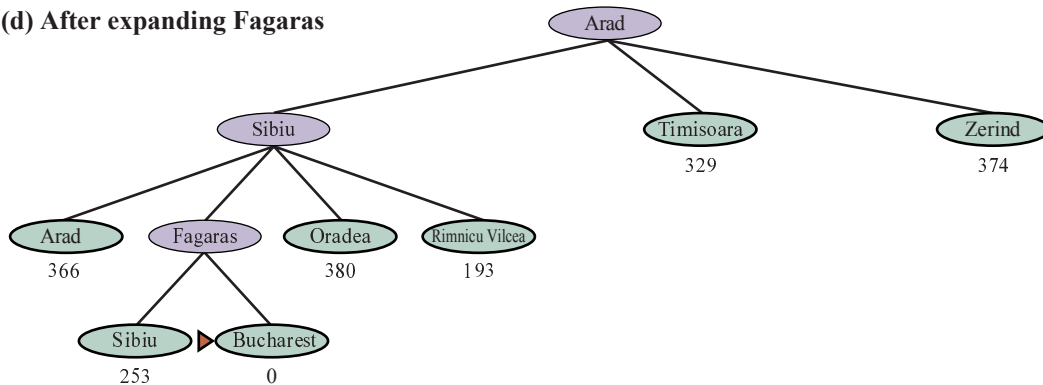 (d) After expanding Fagaras
Arad
Sibiu
Timisoara
Zerind
329
374
Arad
Fagaras
Oradea
Rimnicu Vilcea
366
380
193
Sibiu
Bucharest
253
0